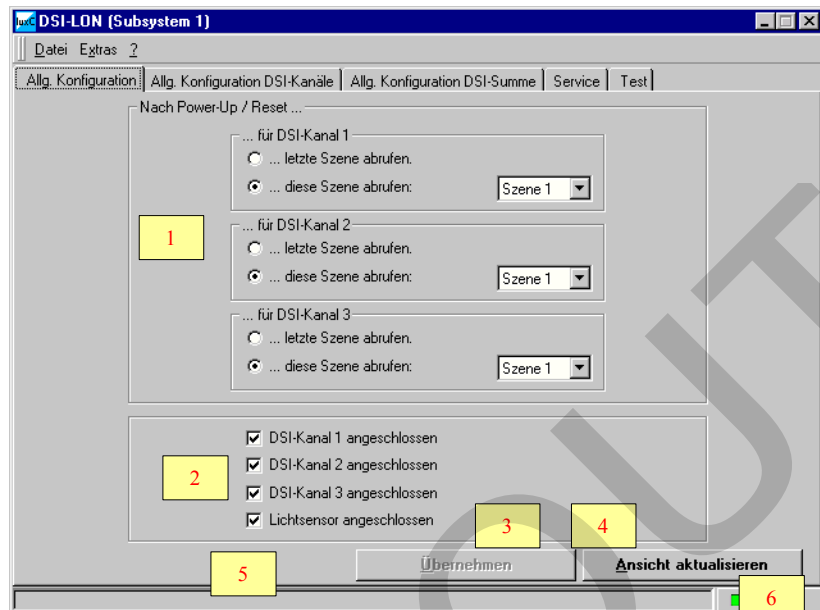 luxC DSI-LON (Subsystem 1)
Datei Extras ?
Allg. Konfiguration Allg. Konfiguration DSI-Kanäle Allg. Konfiguration DSI-Summe Service Test
Nach Power-Up / Reset ...
... für DSI-Kanal 1
... letzte Szene abrufen.
... diese Szene abrufen: Szene 1
1
... für DSI-Kanal 2
... letzte Szene abrufen.
... diese Szene abrufen: Szene 1
... für DSI-Kanal 3
... letzte Szene abrufen.
... diese Szene abrufen: Szene 1
DSI-Kanal 1 angeschlossen
DSI-Kanal 2 angeschlossen
2
DSI-Kanal 3 angeschlossen
Lichtsensor angeschlossen
3 4
5 Übernehmen Ansicht aktualisieren
6
OUT